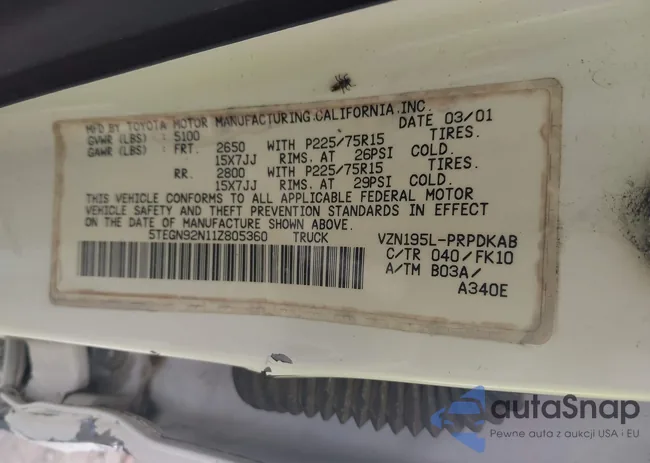 MFD BY TOYOTA MOTOR MANUFACTURING,CALIFORNIA,INC.
GVWR (LBS) : 5100 DATE 03/01
GAWR (LBS) : FRT. 2650 WITH P225/75R15 TIRES.
15X7JJ RIMS. AT 26PSI COLD.
RR. 2800 WITH P225/75R15 TIRES.
15X7JJ RIMS. AT 29PSI COLD.
THIS VEHICLE CONFORMS TO ALL APPLICABLE FEDERAL MOTOR
VEHICLE SAFETY AND THEFT PREVENTION STANDARDS IN EFFECT
ON DATE OF MANUFACTURE SHOWN ABOVE.
5TEGN92N11Z805360 TRUCK VZN195L-PRPDKAB
C/TR 040/FK10
A/TM B03A/
A340E
autaSnap
Pewne auta z aukcji USA i EU